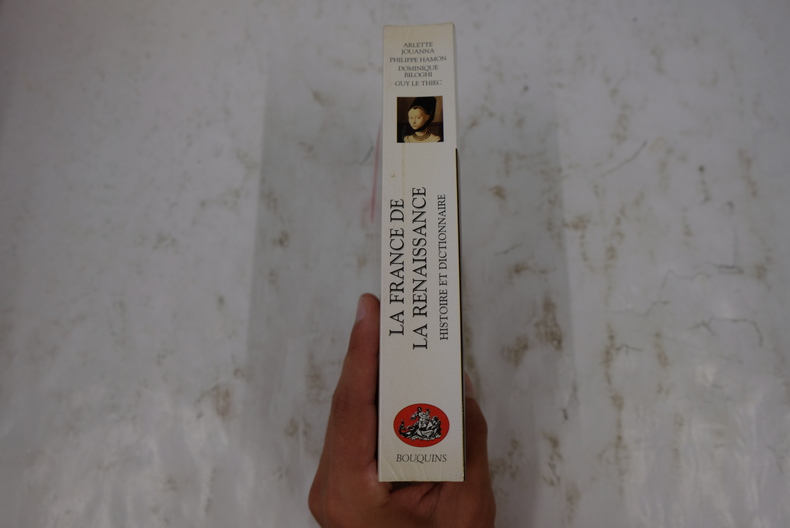 ARLETTE
JOUANNA
PHILIPPE HAMON
DOMINIQUE
BILOGHI
GUY LE THIEC
LA FRANCE DE
LA RENAISSANCE
HISTOIRE ET DICTIONNAIRE
BOUQUINS